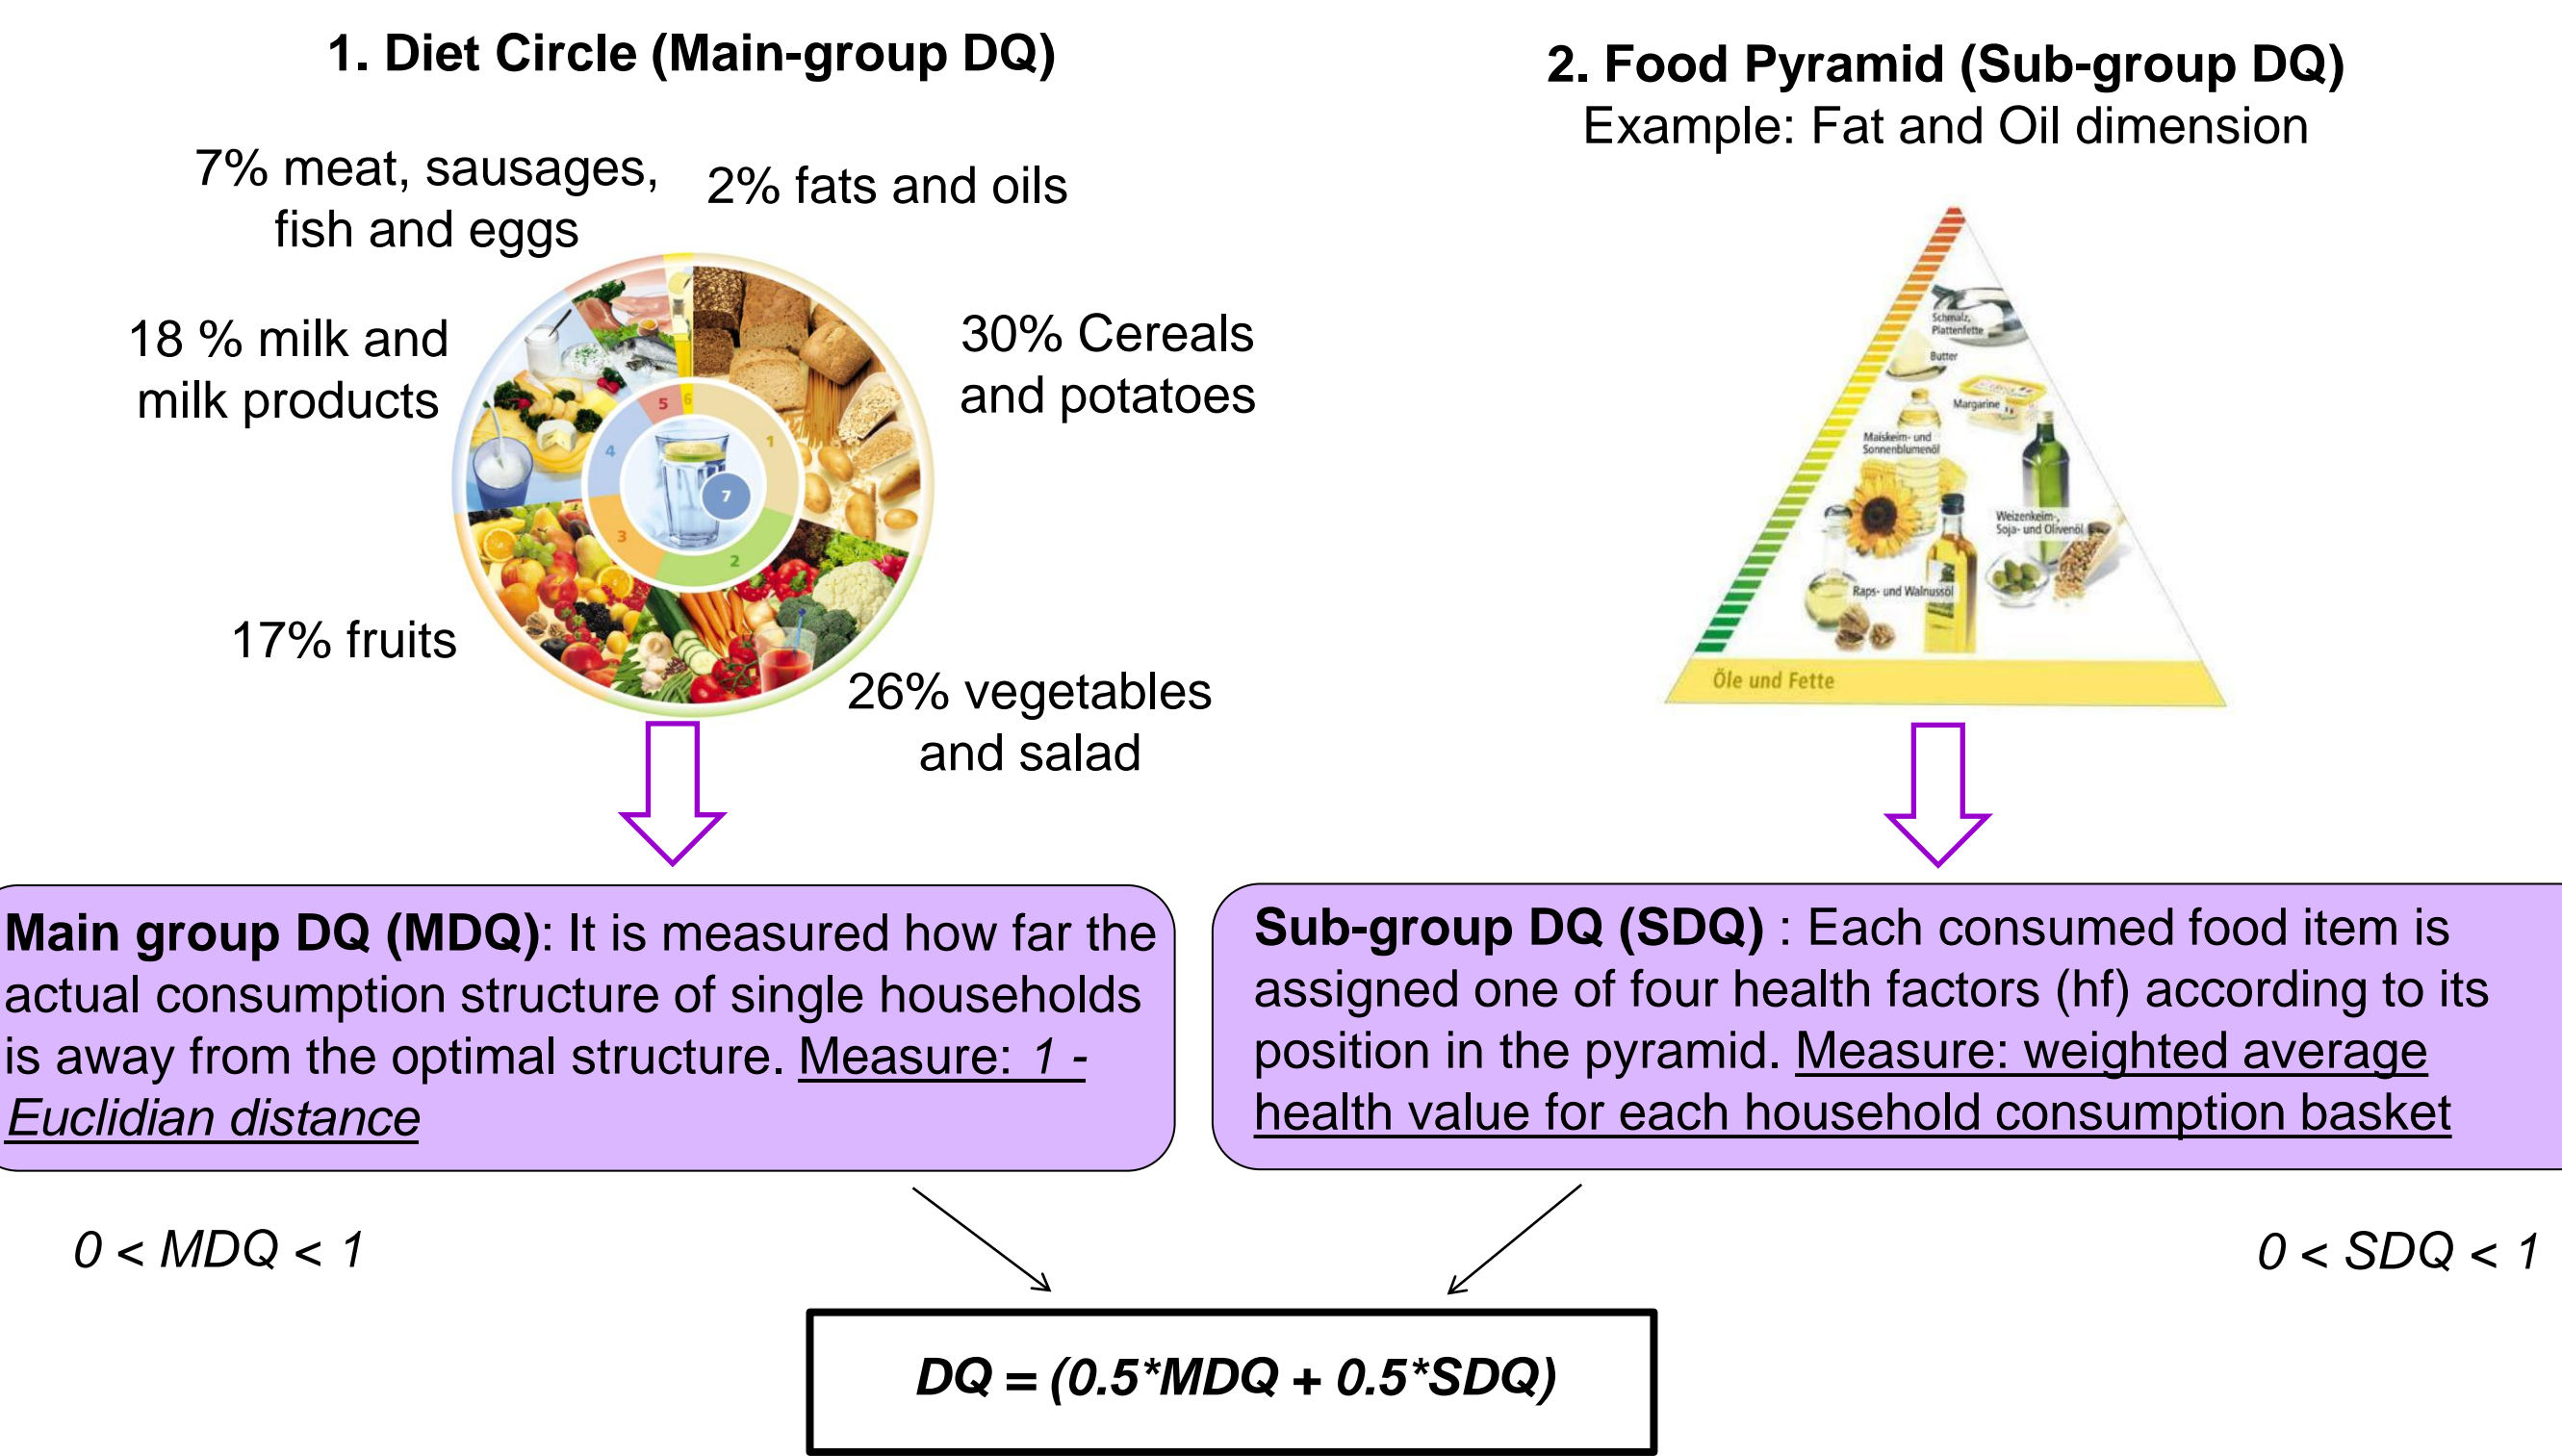 1. Diet Circle (Main-group DQ)
7% meat, sausages,
fish and eggs
2% fats and oils
18 % milk and
milk products
30% Cereals
and potatoes
17% fruits
26% vegetables
and salad
1
2
3
4
5
6
7
2. Food Pyramid (Sub-group DQ)
Example: Fat and Oil dimension
Schmalz,
Plattenfette
Butter
Margarine
Maiskeim- und
Sonnenblumenöl
Weizenkeim-,
Soja- und Olivenöl
Raps- und Walnussöl
Öle und Fette
Main group DQ (MDQ): It is measured how far the
actual consumption structure of single households
is away from the optimal structure. Measure: 1 -
Euclidian distance
Sub-group DQ (SDQ) : Each consumed food item is
assigned one of four health factors (hf) according to its
position in the pyramid. Measure: weighted average
health value for each household consumption basket
0 < MDQ < 1
0 < SDQ < 1
DQ = (0.5*MDQ + 0.5*SDQ)